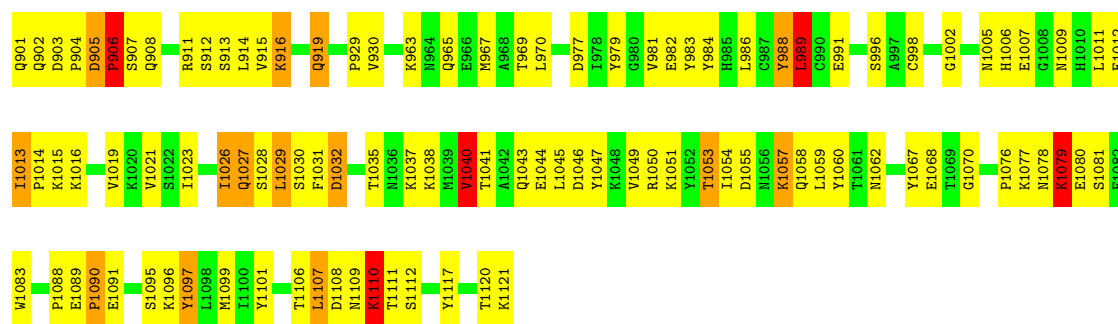 Q901 Q902 D903 P904 D905 P906 S907 Q908 R911 S912 S913 L914 V915 K916 Q919 P929 V930 K963 N964 Q965 E966 M967 A968 T969 L970 D977 I978 Y979 G980 V981 E982 Y983 Y984 H985 L986 C987 Y988 L989 C990 E991 S996 A997 C998 G1002 N1005 H1006 E1007 G1008 N1009 H1010 L1011
I1013 P1014 K1015 K1016 V1019 K1020 V1021 S1022 I1023 I1026 Q1027 S1028 L1029 S1030 F1031 D1032 T1035 N1036 K1037 K1038 M1039 V1040 T1041 A1042 Q1043 E1044 L1045 D1046 Y1047 K1048 V1049 R1050 K1051 Y1052 T1053 I1054 D1055 N1056 K1057 Q1058 L1059 Y1060 T1061 N1062 Y1067 E1068 T1069 G1070 P1076 K1077 N1078 K1079 E1080 S1081
W1083 P1088 E1089 P1090 E1091 S1095 K1096 Y1097 L1098 M1099 I1100 Y1101 T1106 L1107 D1108 N1109 K1110 T1111 S1112 Y1117 T1120 K1121